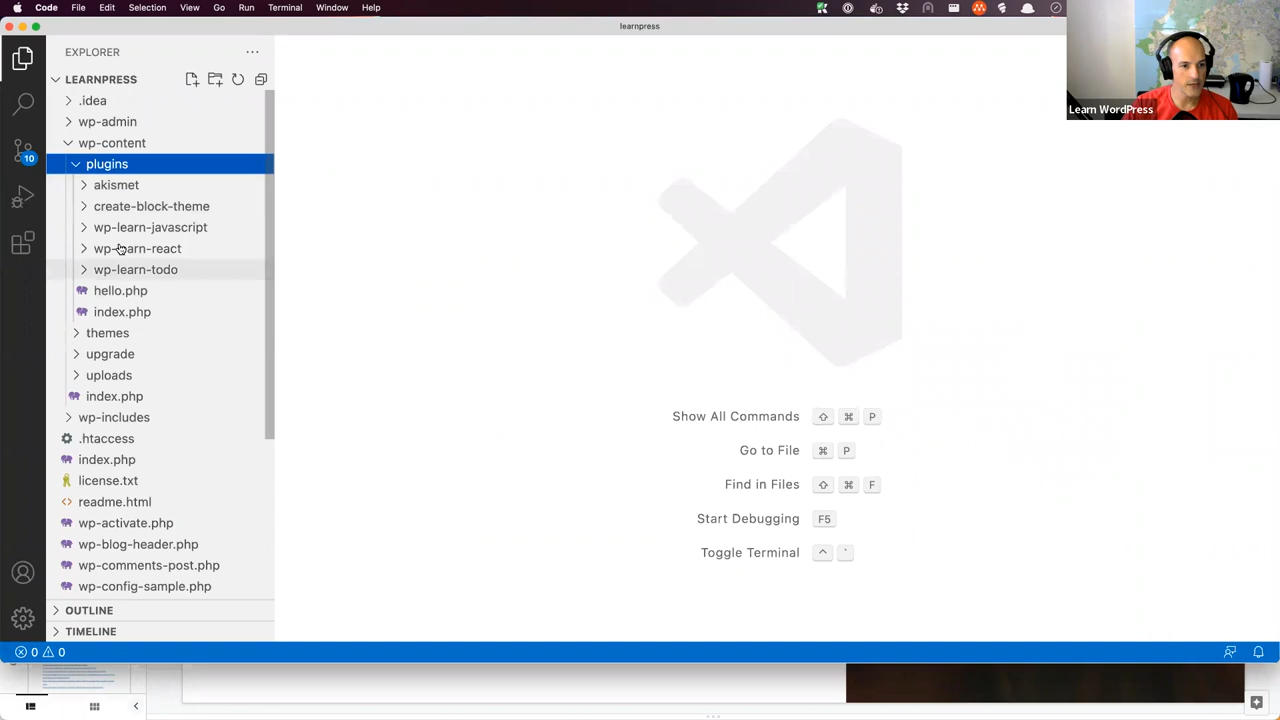 Code File Edit Selection View Go Run Terminal Window Help
learnpress
Learn WordPress
EXPLORER
LEARNPRESS
.idea
wp-admin
wp-content
plugins
akismet
create-block-theme
wp-learn-javascript
wp-learn-react
wp-learn-todo
hello.php
index.php
themes
upgrade
uploads
index.php
wp-includes
.htaccess
index.php
license.txt
readme.html
wp-activate.php
wp-blog-header.php
wp-comments-post.php
wp-config-sample.php
OUTLINE
TIMELINE
10
Show All Commands ⇧ ⌘ P
Go to File ⌘ P
Find in Files ⇧ ⌘ F
Start Debugging F5
Toggle Terminal ^ `
0 0